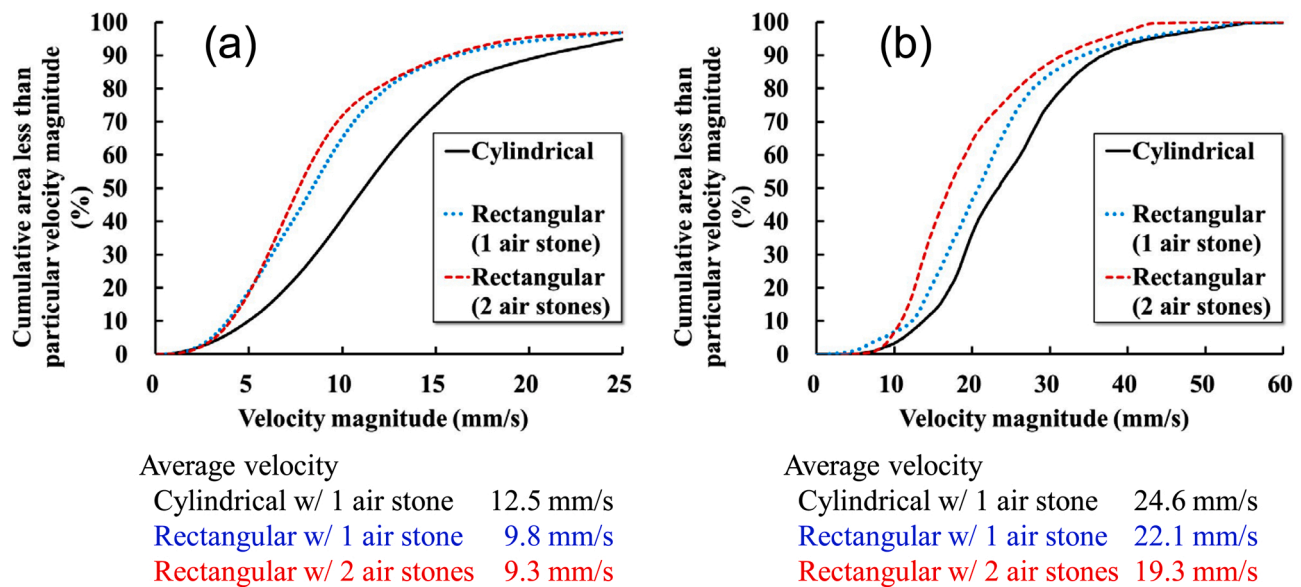 (a)
Cumulative area less than
particular velocity magnitude
(%)
100
90
80
70
60
50
40
30
20
10
0
Cylindrical
Rectangular
(1 air stone)
Rectangular
(2 air stones)
0 5 10 15 20 25
Velocity magnitude (mm/s)
Average velocity
Cylindrical w/ 1 air stone 12.5 mm/s
Rectangular w/ 1 air stone 9.8 mm/s
Rectangular w/ 2 air stones 9.3 mm/s
(b)
Cumulative area less than
particular velocity magnitude
(%)
100
90
80
70
60
50
40
30
20
10
0
Cylindrical
Rectangular
(1 air stone)
Rectangular
(2 air stones)
0 10 20 30 40 50 60
Velocity magnitude (mm/s)
Average velocity
Cylindrical w/ 1 air stone 24.6 mm/s
Rectangular w/ 1 air stone 22.1 mm/s
Rectangular w/ 2 air stones 19.3 mm/s